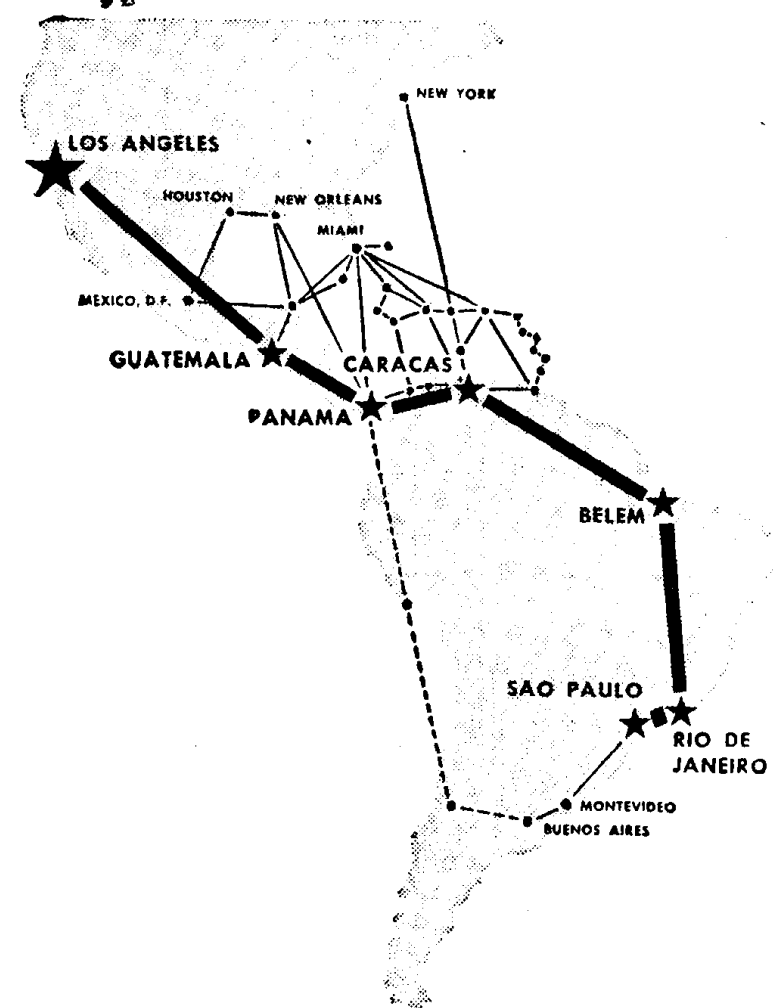 NEW YORK
LOS ANGELES
HOUSTON
NEW ORLEANS
MIAMI
MEXICO, D.F.
GUATEMALA
CARACAS
PANAMA
BELEM
SAO PAULO
RIO DE
JANEIRO
MONTEVIDEO
BUENOS AIRES